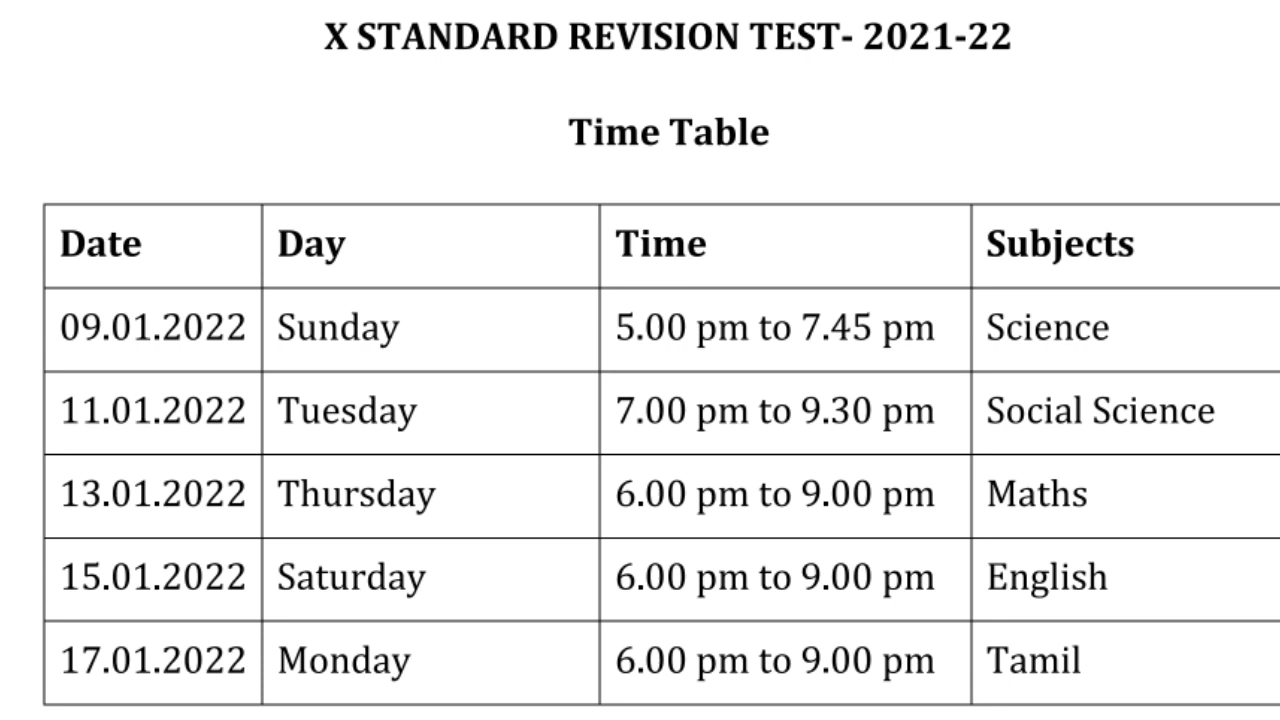 X STANDARD REVISION TEST- 2021-22
Time Table
Date Day Time Subjects
09.01.2022 Sunday 5.00 pm to 7.45 pm Science
11.01.2022 Tuesday 7.00 pm to 9.30 pm Social Science
13.01.2022 Thursday 6.00 pm to 9.00 pm Maths
15.01.2022 Saturday 6.00 pm to 9.00 pm English
17.01.2022 Monday 6.00 pm to 9.00 pm Tamil